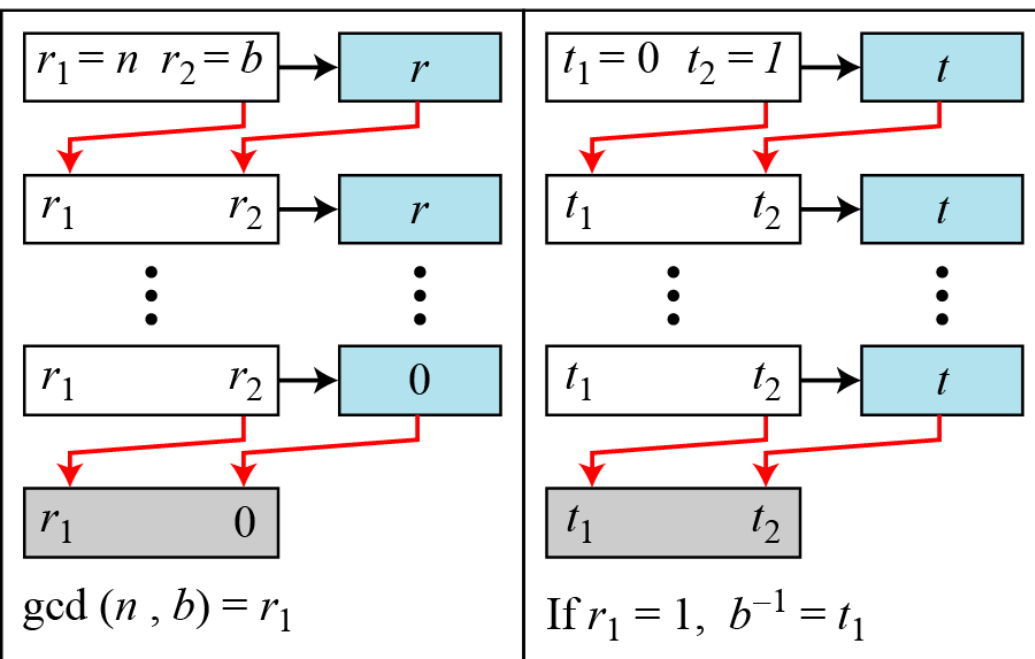 r₁ = n r₂ = b r
r₁ r₂ r
r₁ r₂ 0
r₁ 0
gcd (n , b) = r₁
t₁ = 0 t₂ = 1 t
t₁ t₂ t
t₁ t₂ t
t₁ t₂
If r₁ = 1, b⁻¹ = t₁